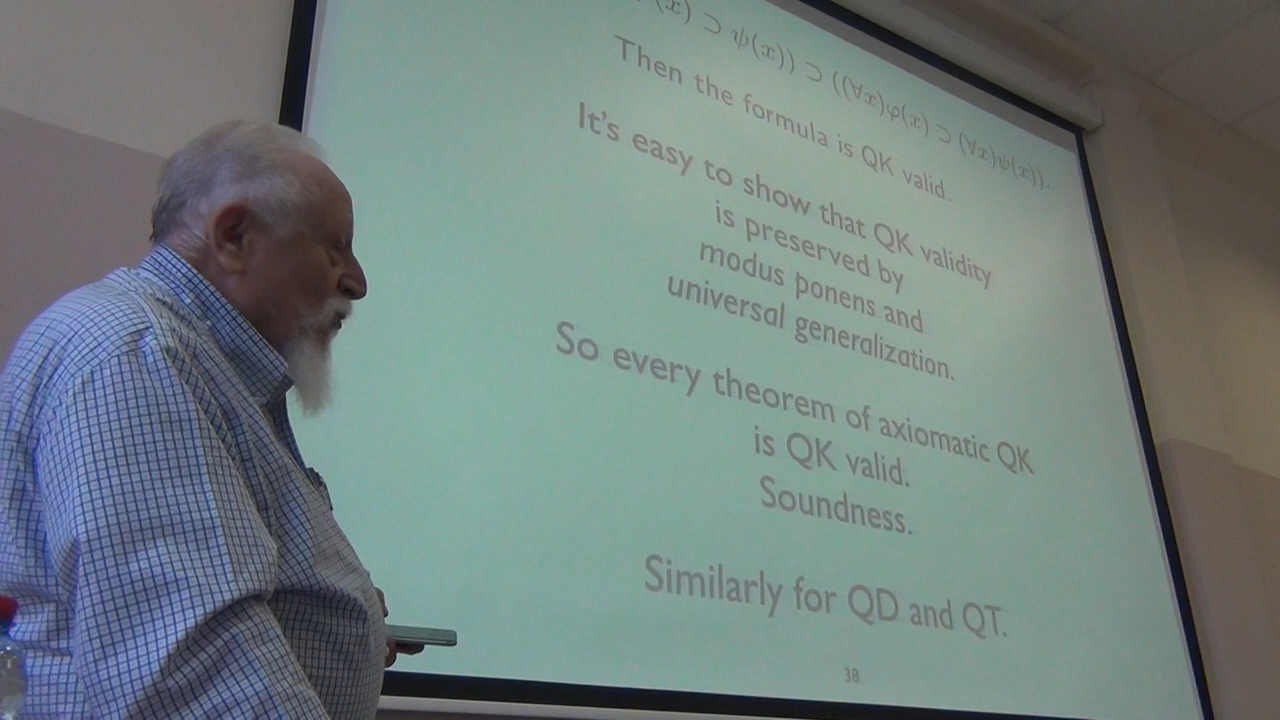 (x) ⊃ ψ(x)) ⊃ ((∀x)φ(x) ⊃ (∀x)ψ(x)).
Then the formula is QK valid.
It's easy to show that QK validity
is preserved by
modus ponens and
universal generalization.
So every theorem of axiomatic QK
is QK valid.
Soundness.
Similarly for QD and QT.
38